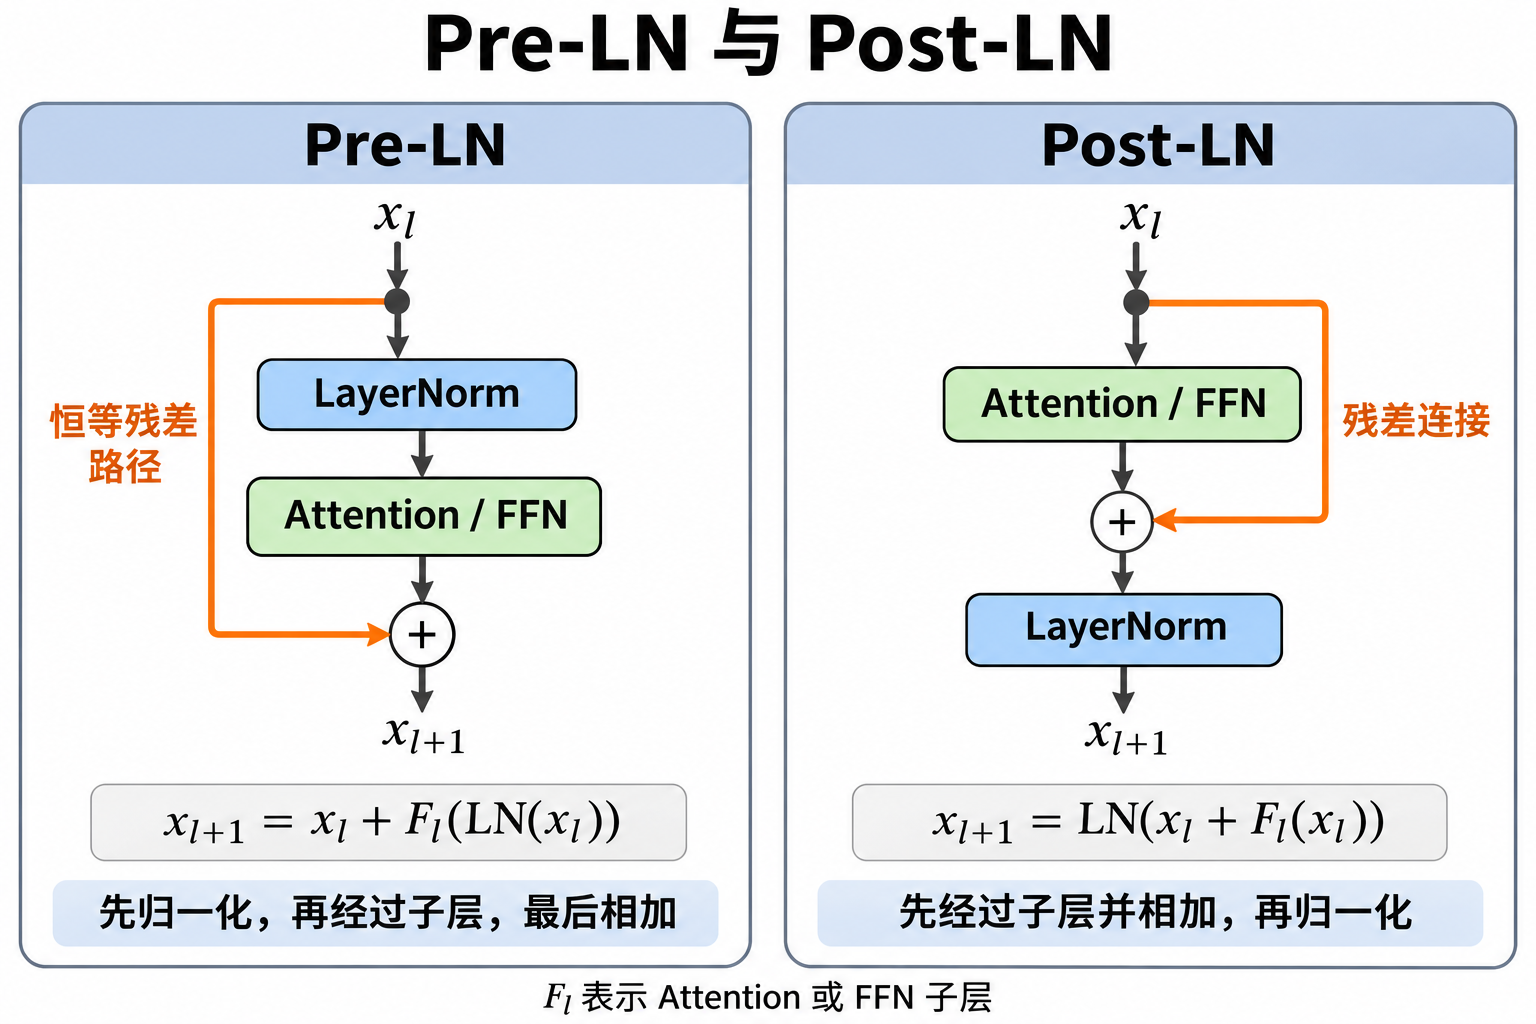 Pre-LN 与 Post-LN
Pre-LN
x_l
恒等残差
路径
LayerNorm
Attention / FFN
+
x_{l+1}
x_{l+1} = x_l + F_l(LN(x_l))
先归一化，再经过子层，最后相加
Post-LN
x_l
Attention / FFN
残差连接
+
LayerNorm
x_{l+1}
x_{l+1} = LN(x_l + F_l(x_l))
先经过子层并相加，再归一化
F_l 表示 Attention 或 FFN 子层